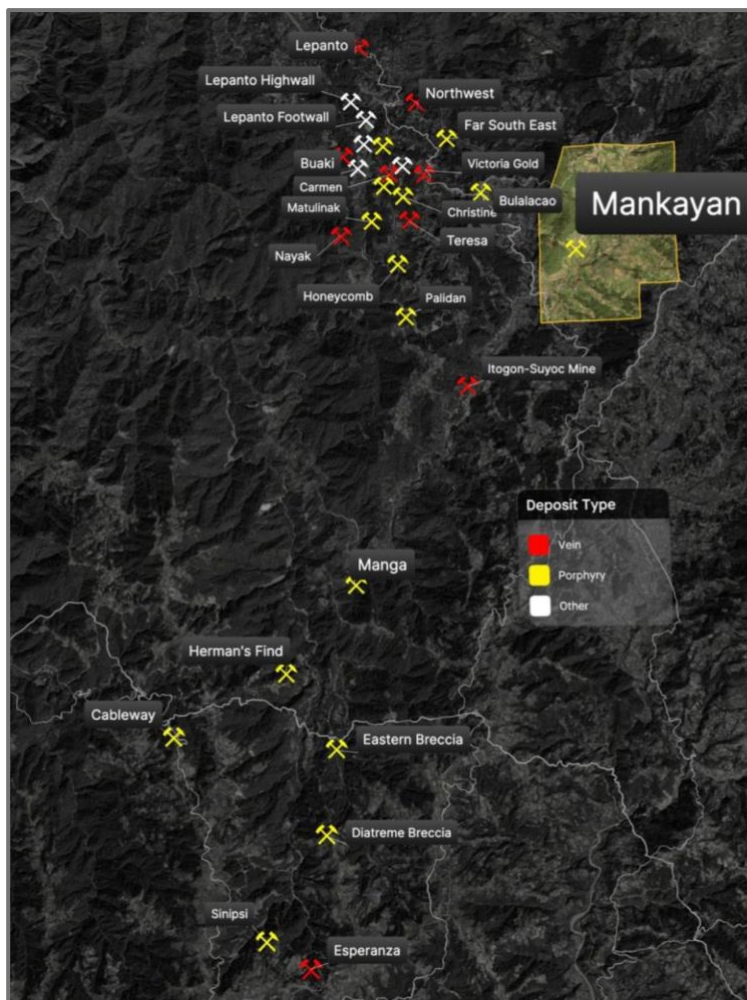 Lepanto
Lepanto Highwall
Northwest
Lepanto Footwall
Far South East
Buaki
Victoria Gold
Carmen
Bulalacao
Mankayan
Matulinak
Christine
Teresa
Nayak
Honeycomb
Palidan
Itogon-Suyoc Mine
Deposit Type
Vein
Porphyry
Other
Manga
Herman's Find
Cableway
Eastern Breccia
Diatreme Breccia
Sinipsi
Esperanza